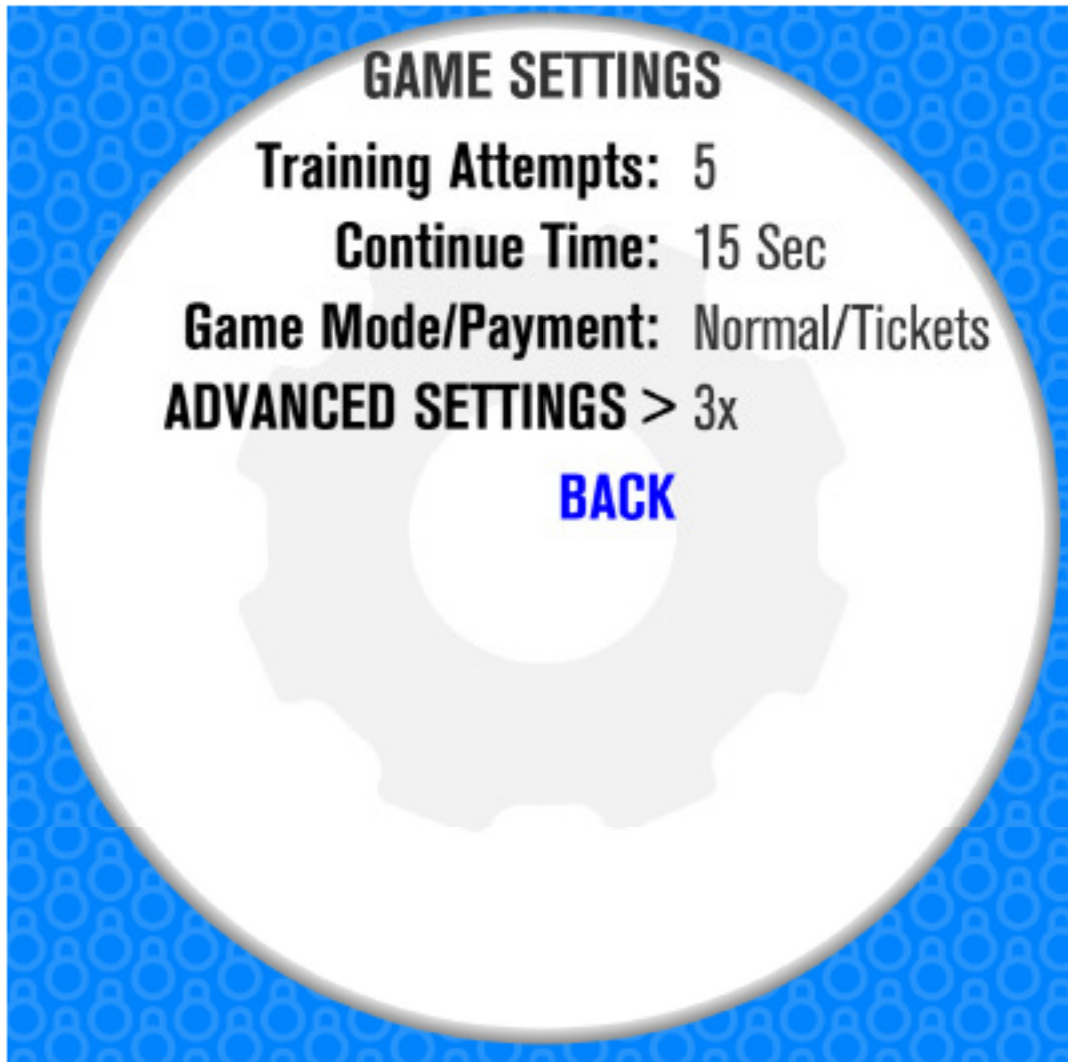 GAME SETTINGS
Training Attempts: 5
Continue Time: 15 Sec
Game Mode/Payment: Normal/Tickets
ADVANCED SETTINGS > 3x
BACK